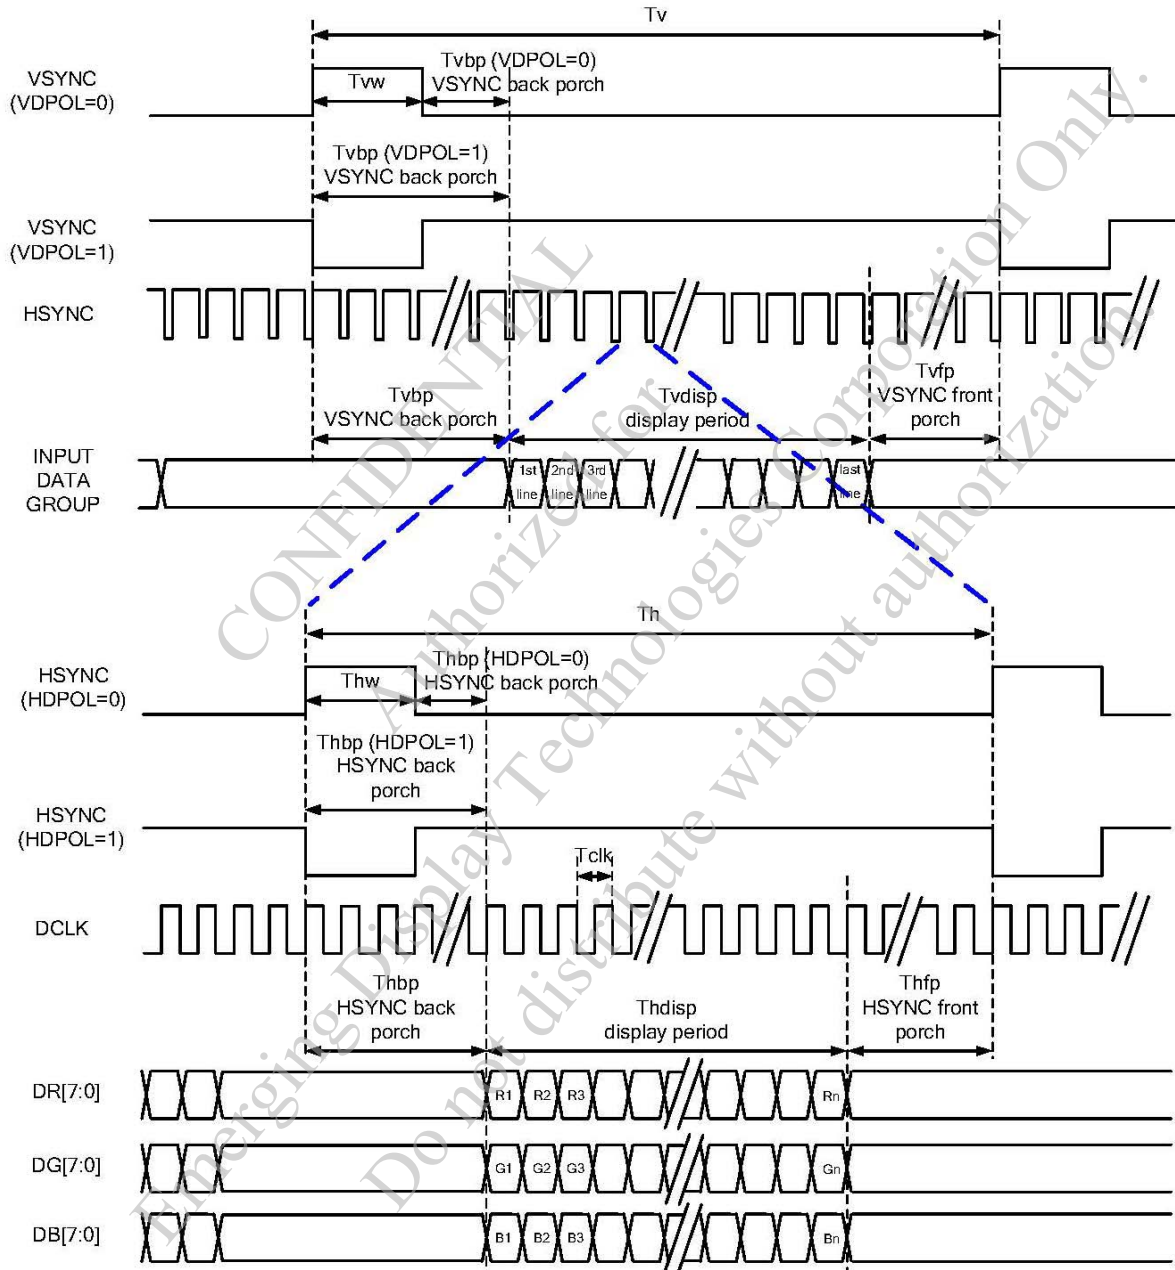 Tv
VSYNC
(VDPOL=0)
Tvw
Tvbp (VDPOL=0)
VSYNC back porch
Tvbp (VDPOL=1)
VSYNC back porch
VSYNC
(VDPOL=1)
HSYNC
Tvbp
VSYNC back porch
Tvdisp
display period
Tvfp
VSYNC front
porch
INPUT
DATA
GROUP
1st
line
2nd
line
3rd
line
last
line
Th
HSYNC
(HDPOL=0)
Thw
Thbp (HDPOL=0)
HSYNC back porch
Thbp (HDPOL=1)
HSYNC back
porch
HSYNC
(HDPOL=1)
Tclk
DCLK
Thbp
HSYNC back
porch
Thdisp
display period
Thfp
HSYNC front
porch
DR[7:0]
R1 R2 R3 Rn
DG[7:0]
G1 G2 G3 Gn
DB[7:0]
B1 B2 B3 Bn
CONFIDENTIAL
Authorized for
Emerging Display Technologies Corporation Only.
Do not distribute without authorization.